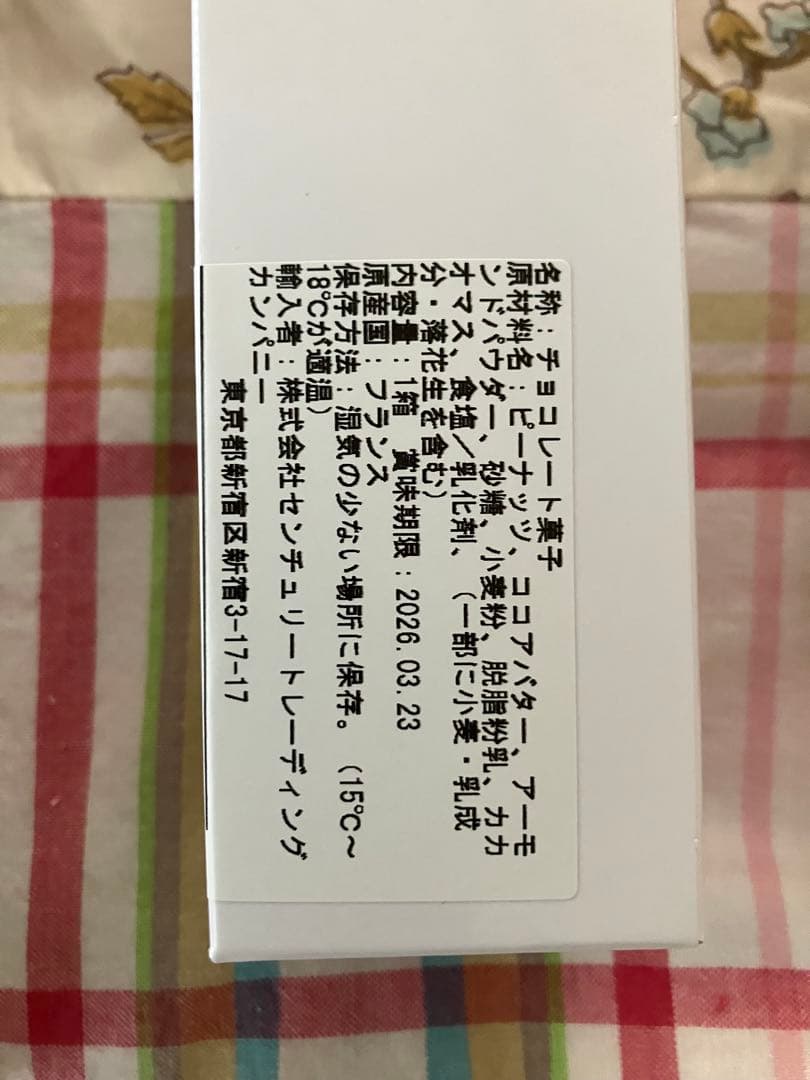 名称：チョコレート菓子
原材料名：ピーナッツ、ココアバター、アーモ
ンドパウダー、砂糖、小麦粉、脱脂粉乳、カカ
オマス、食塩／乳化剤、（一部に小麦・乳成
分・落花生を含む）
内容量：1箱　賞味期限：2026.03.23
原産国：フランス
保存方法：湿気の少ない場所に保存。（15℃～
18℃が適温）
輸入者：株式会社センチュリートレーディング
カンパニー
東京都新宿区新宿3-17-17